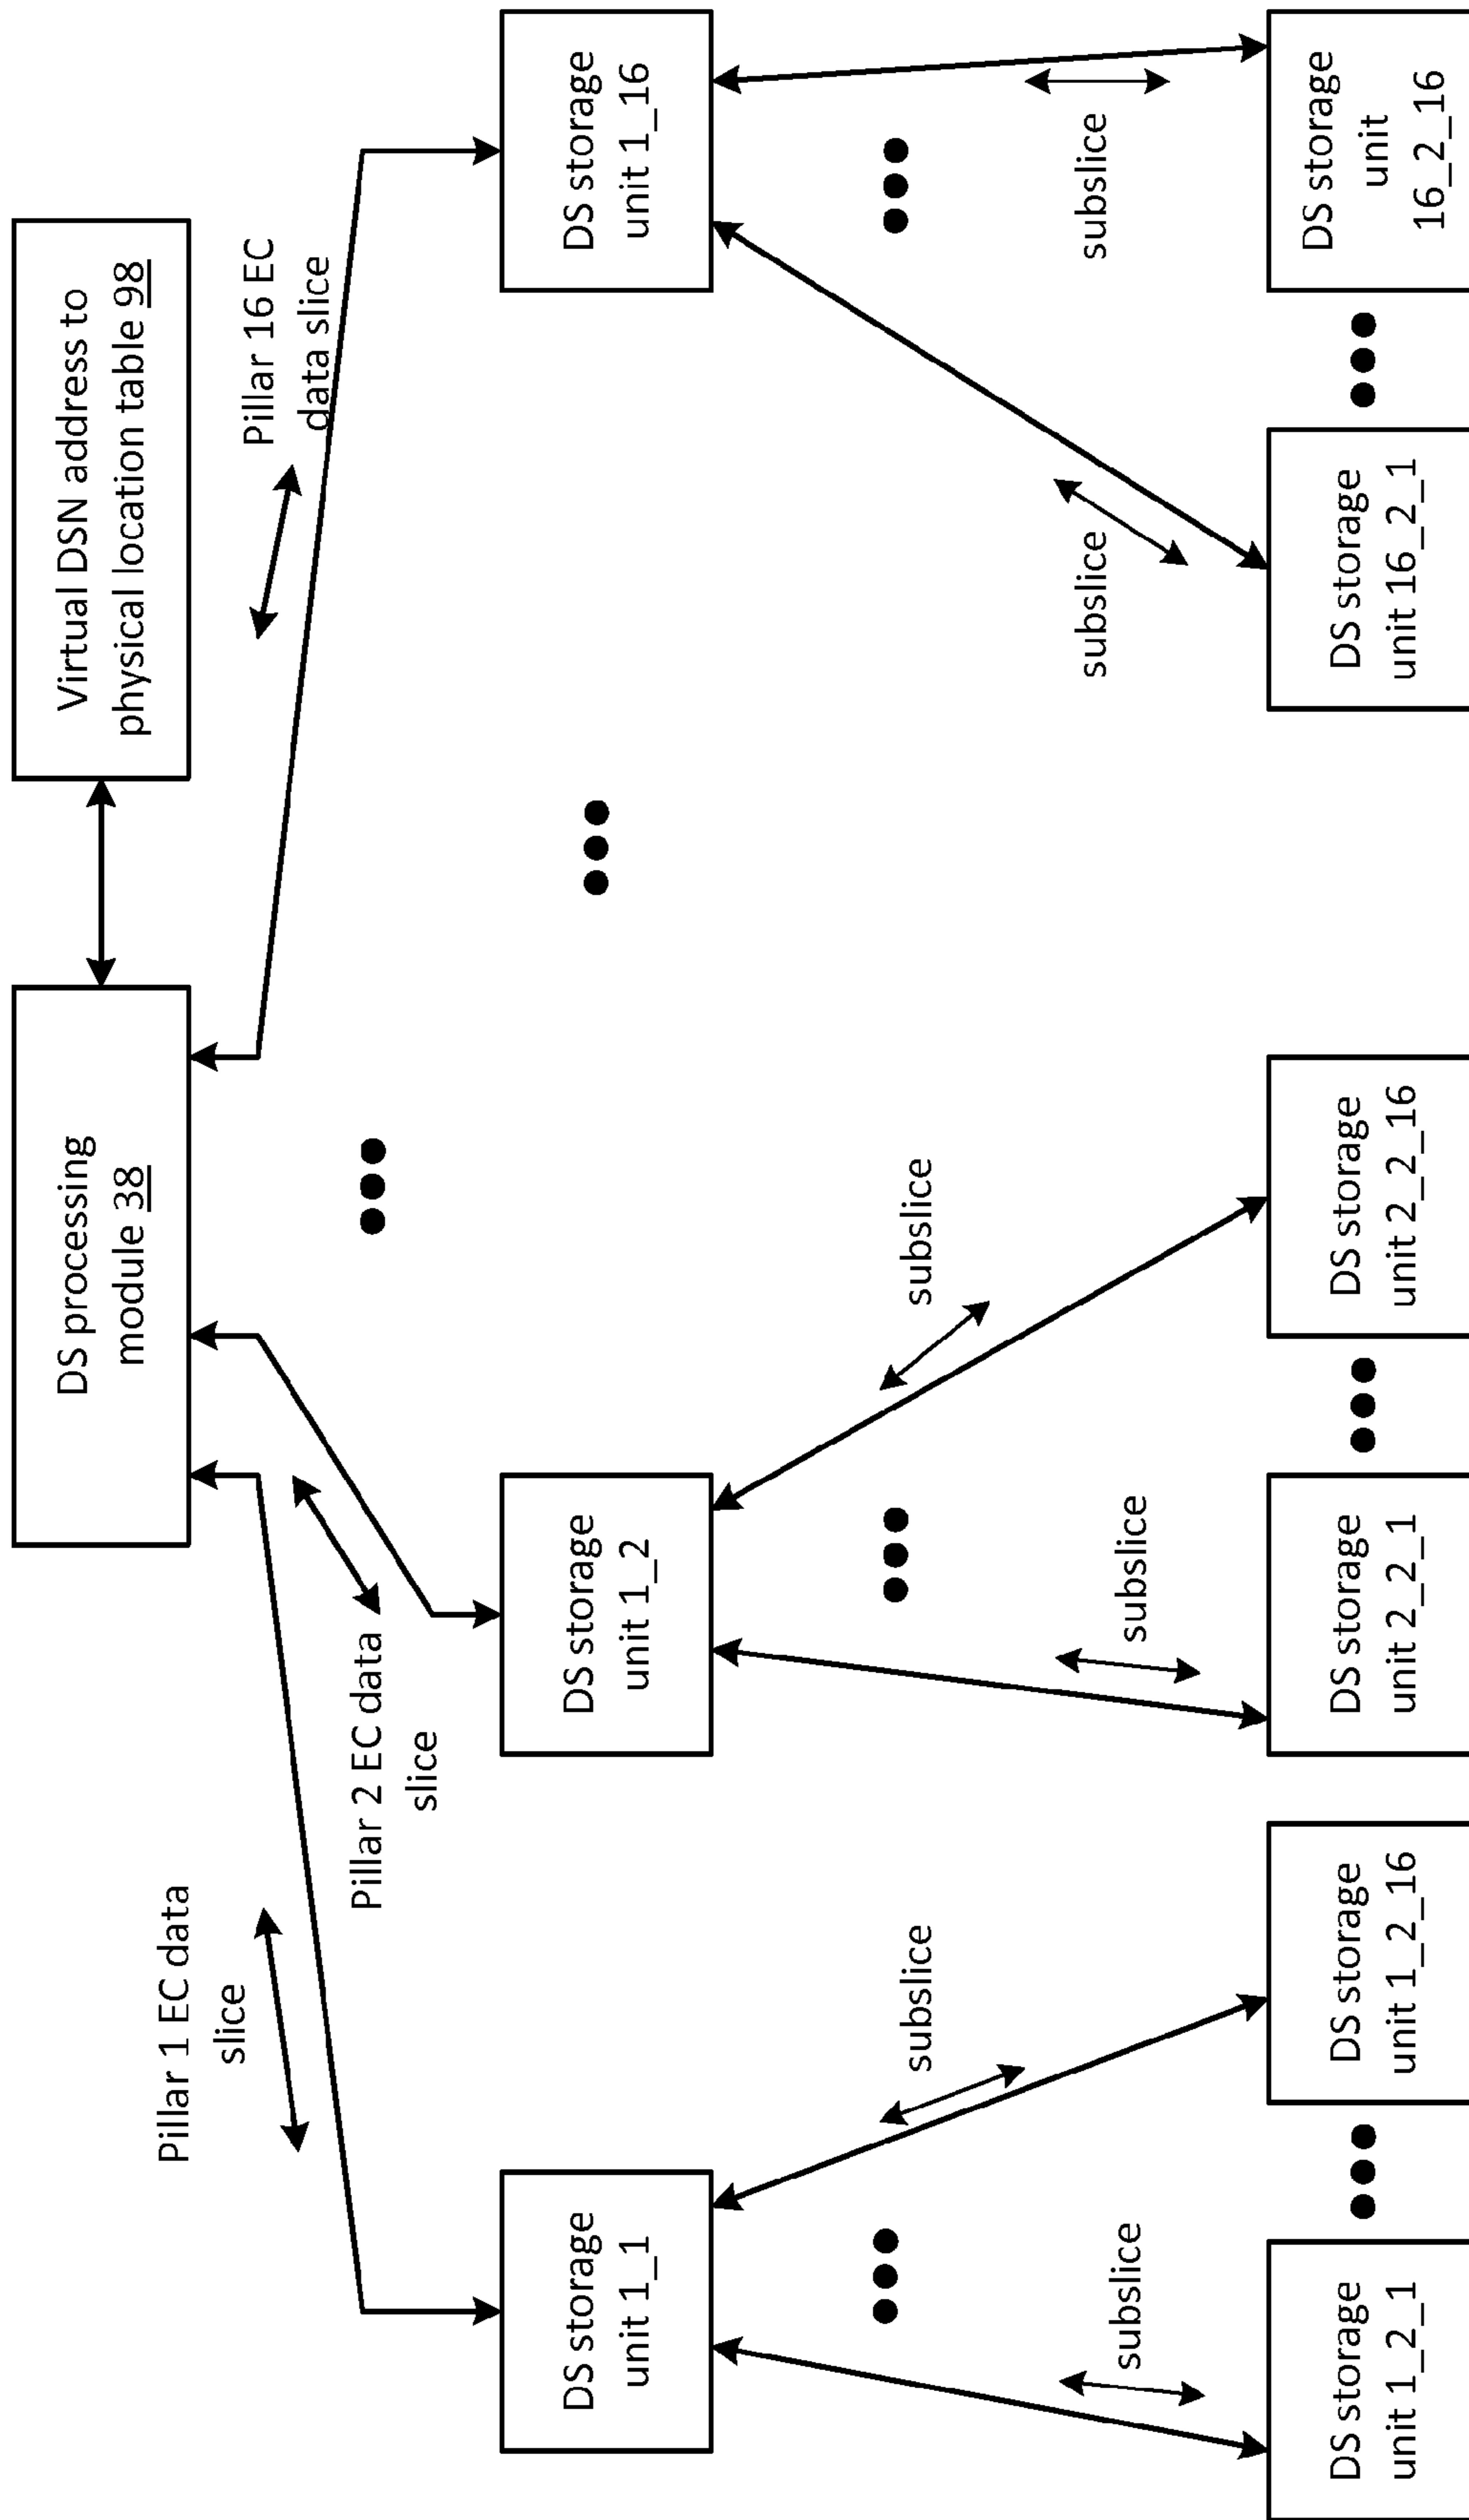 DS processing
module 38
Virtual DSN address to
physical location table 98
Pillar 1 EC data
slice
Pillar 2 EC data
slice
Pillar 16 EC
data slice
DS storage
unit 1_1
DS storage
unit 1_2
DS storage
unit 1_16
subslice
subslice
subslice
subslice
subslice
subslice
DS storage
unit 1_2_1
DS storage
unit 1_2_16
DS storage
unit 2_2_1
DS storage
unit 2_2_16
DS storage
unit 16_2_1
DS storage
unit
16_2_16